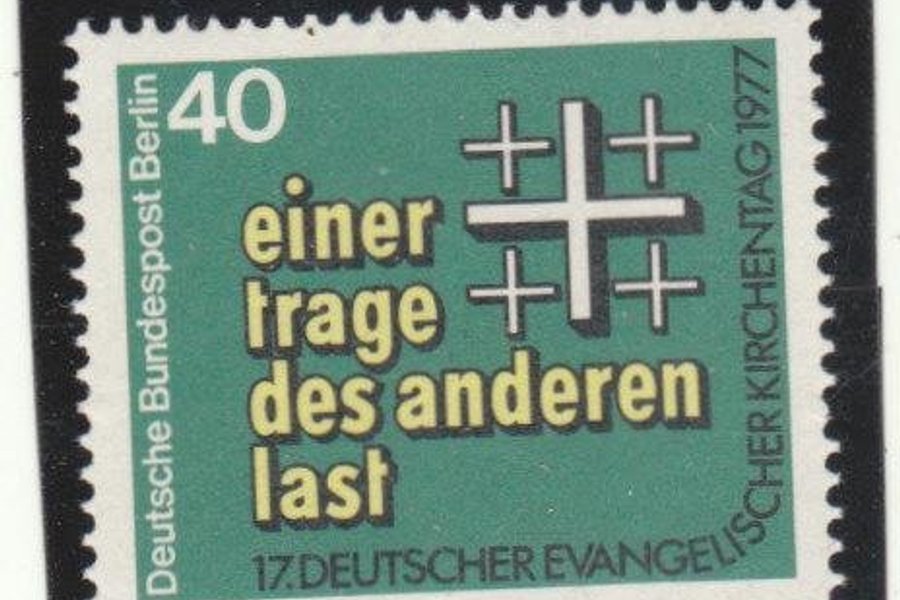 Deutsche Bundespost Berlin
40
einer
trage
des anderen
last
17. DEUTSCHER EVANGELISCHER KIRCHENTAG 1977